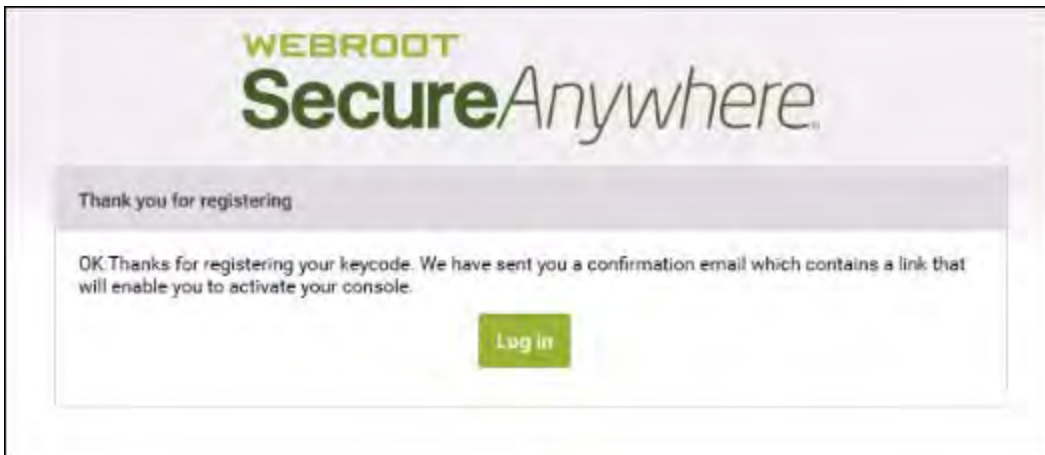 WEBROOT
SecureAnywhere
Thank you for registering
OK Thanks for registering your keycode. We have sent you a confirmation email which contains a link that
will enable you to activate your console.
Log in